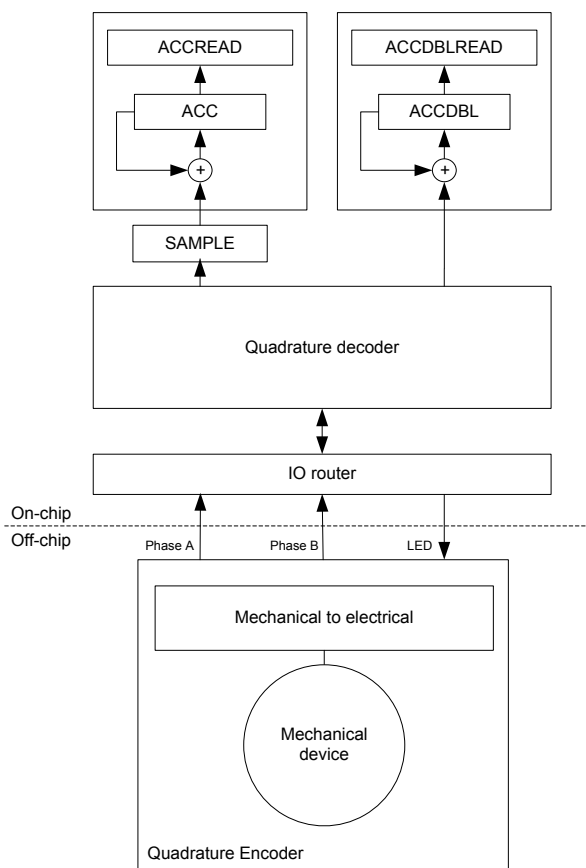 ACCREAD
ACCDBLREAD
ACC
ACCDBL
+
+
SAMPLE
Quadrature decoder
IO router
On-chip
Off-chip
Phase A
Phase B
LED
Mechanical to electrical
Mechanical
device
Quadrature Encoder